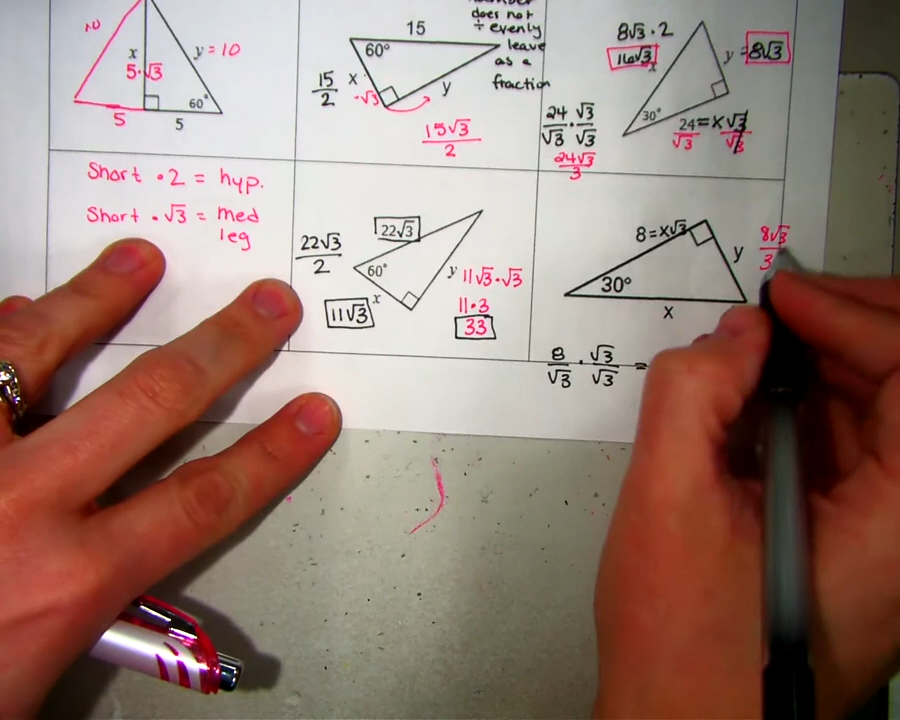 10
x
5·√3
y = 10
60°
5
5
number
does not
÷ evenly
leave
as a
fraction
15
60°
15/2
x
·√3
y
15√3/2
8√3 · 2
16√3
x
y = 8√3
30°
24 = x√3
√3 √3
24/√3 · √3/√3
24√3/3
Short · 2 = hyp.
Short · √3 = med
leg
22√3/2
22√3
60°
x
11√3
y
11√3 · √3
11 · 3
33
8 = x√3
30°
y
x
8√3/3
8/√3 · √3/√3 =